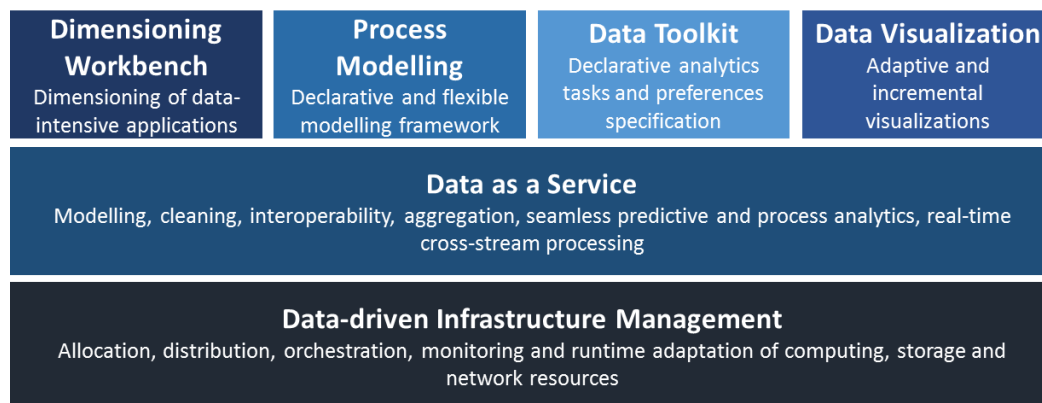 Dimensioning
Workbench
Dimensioning of data-
intensive applications
Process
Modelling
Declarative and flexible
modelling framework
Data Toolkit
Declarative analytics
tasks and preferences
specification
Data Visualization
Adaptive and
incremental
visualizations
Data as a Service
Modelling, cleaning, interoperability, aggregation, seamless predictive and process analytics, real-time
cross-stream processing
Data-driven Infrastructure Management
Allocation, distribution, orchestration, monitoring and runtime adaptation of computing, storage and
network resources